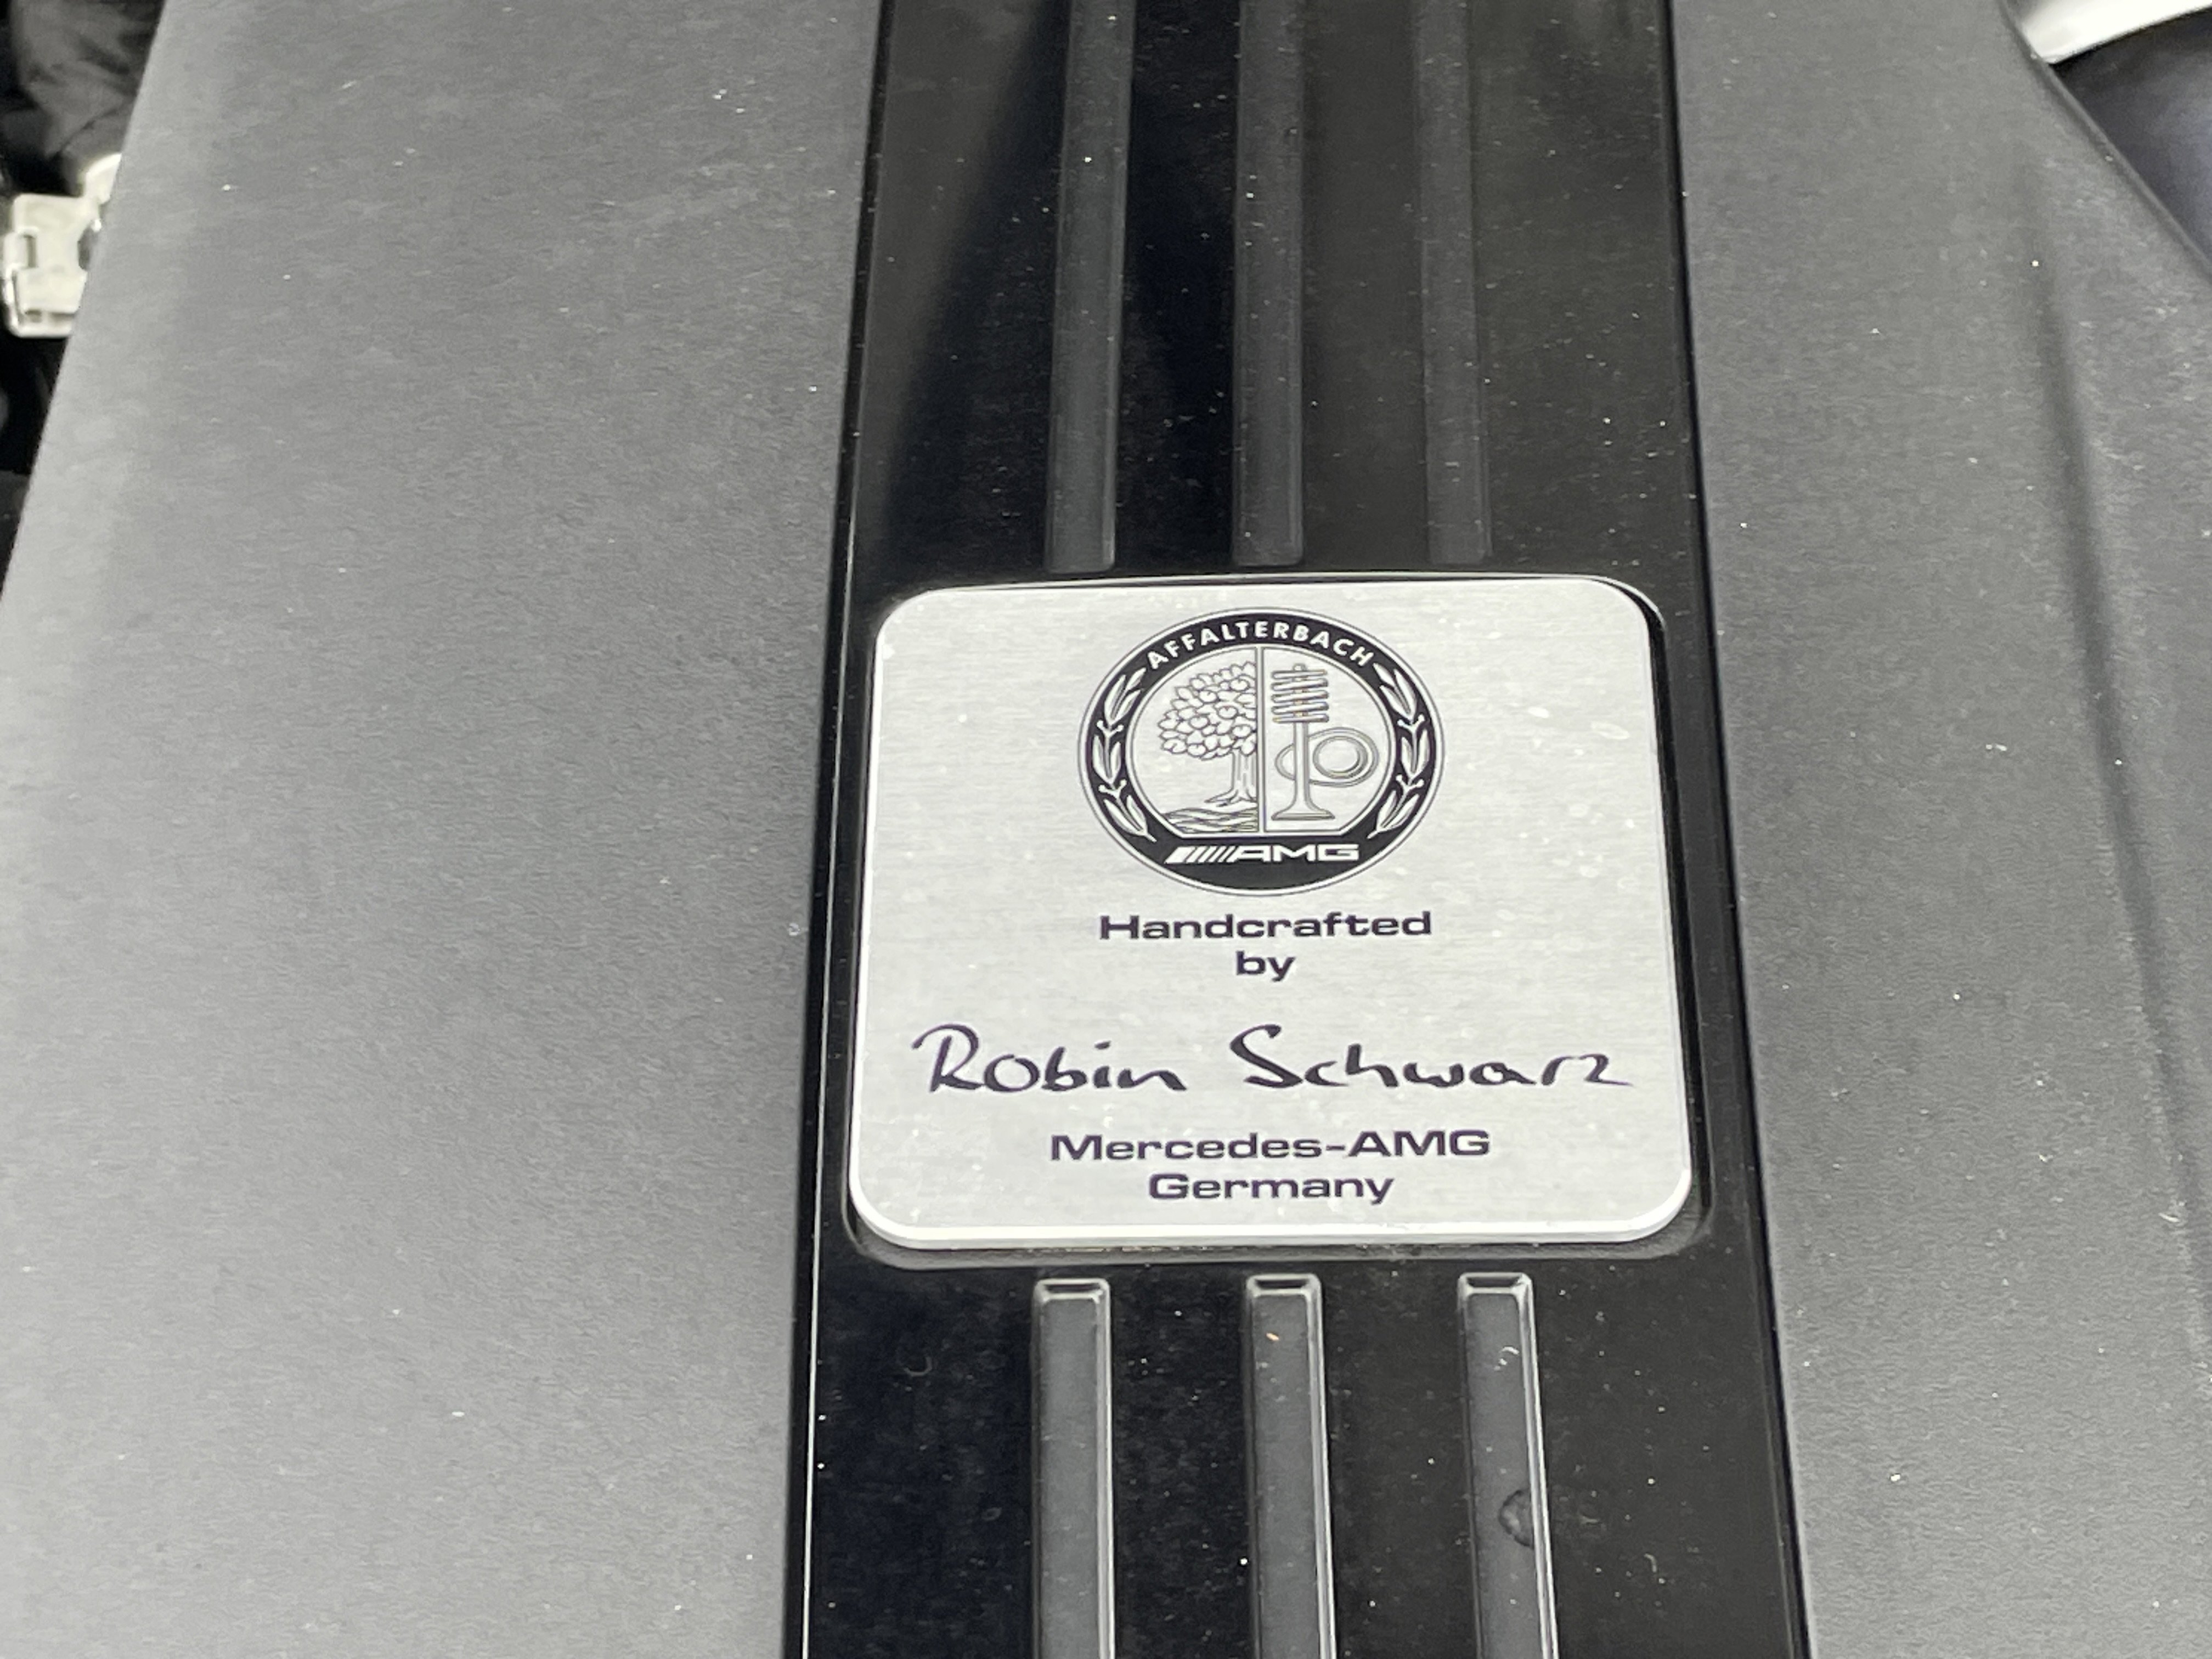 AFFALTERBACH
AMG
Handcrafted
by
Robin Schwarz
Mercedes-AMG
Germany